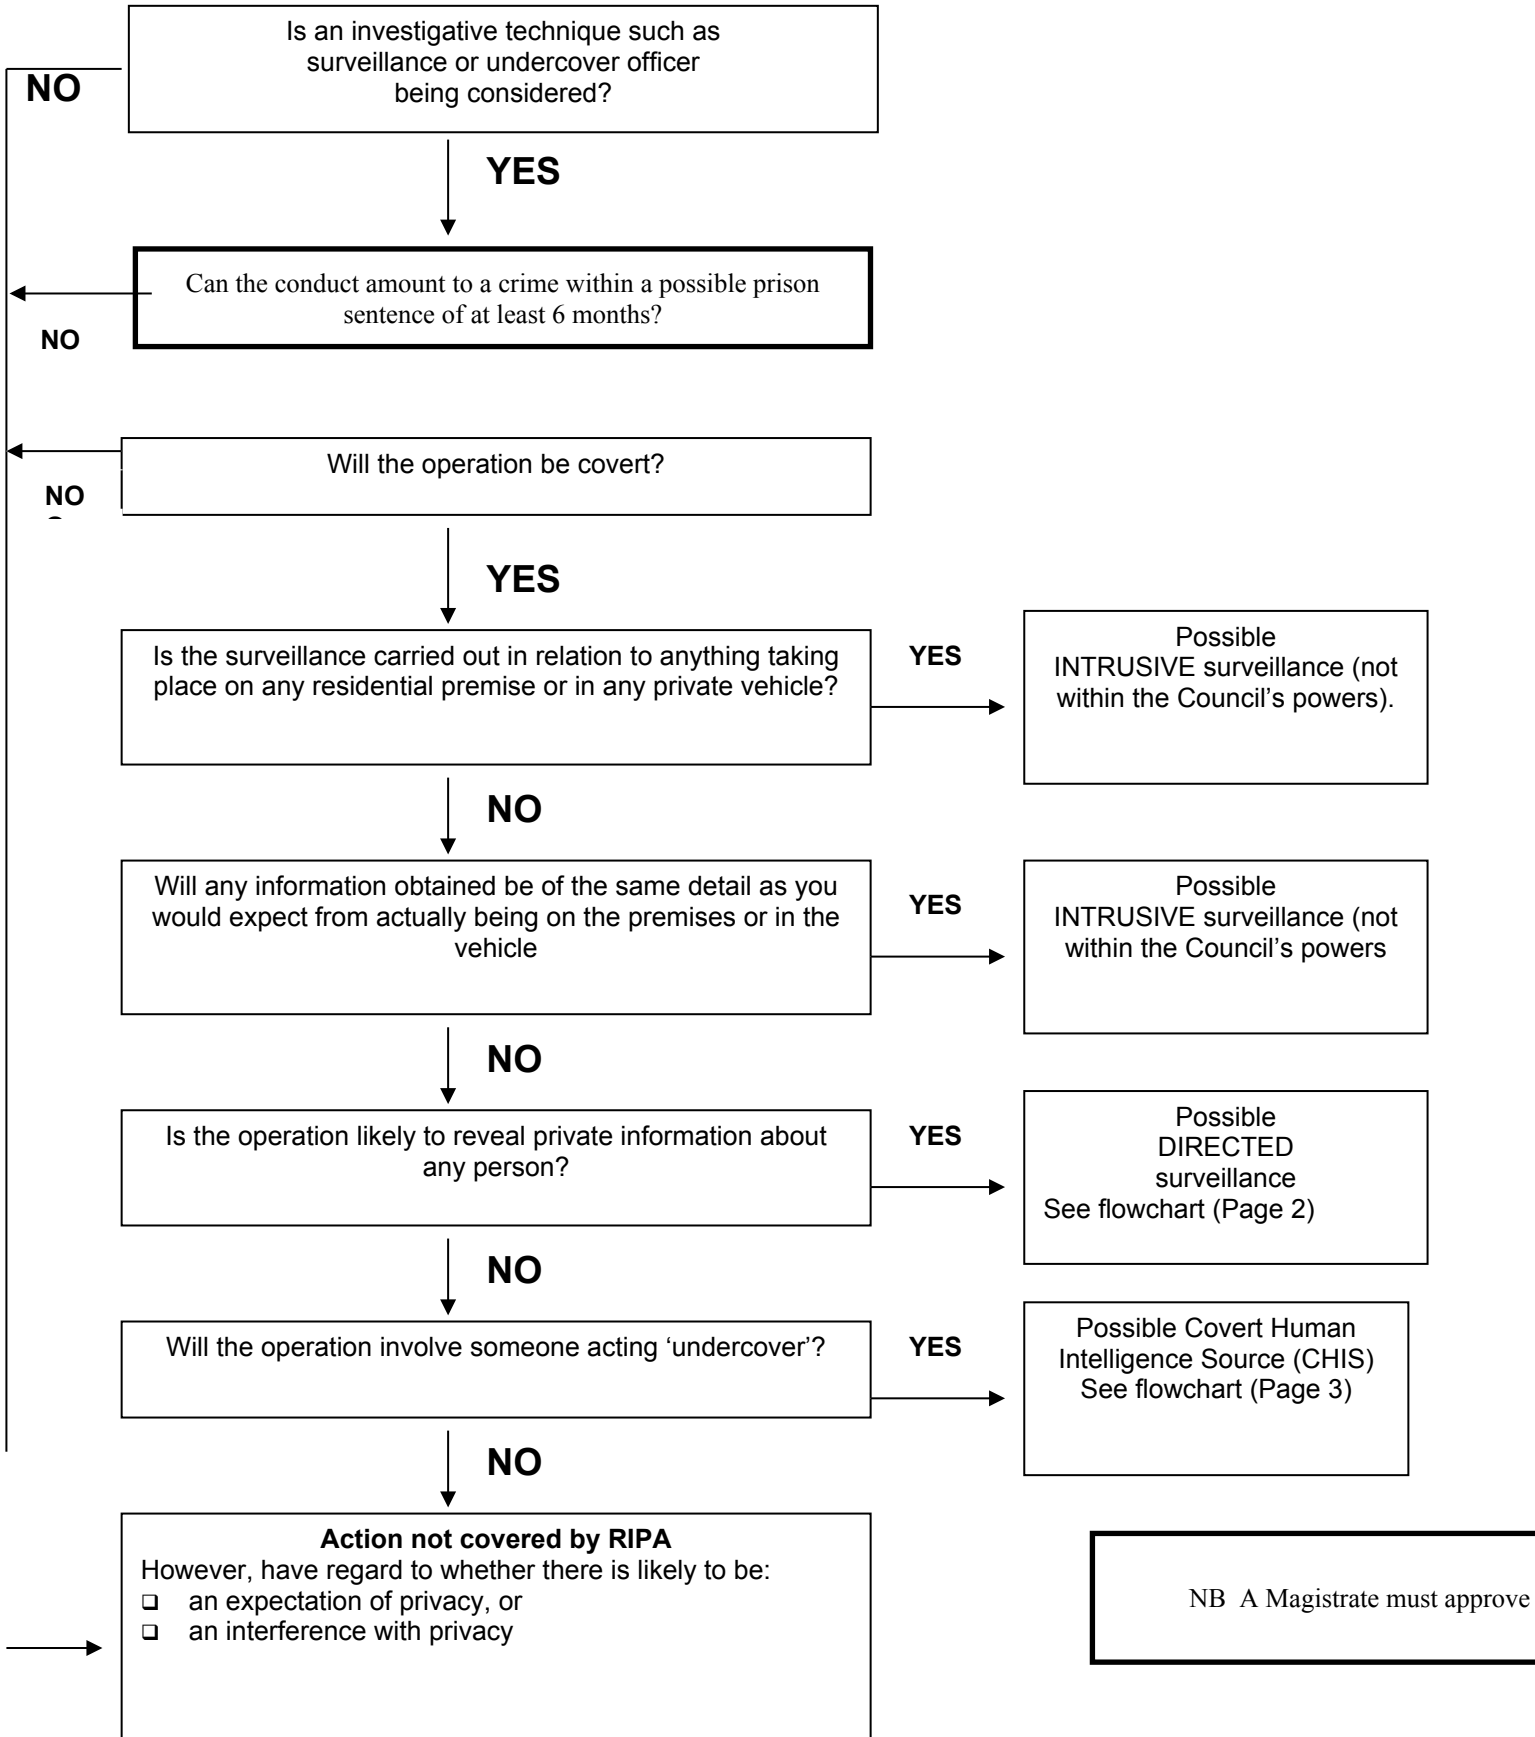 Is an investigative technique such as
surveillance or undercover officer
being considered?
NO
YES
Can the conduct amount to a crime within a possible prison
sentence of at least 6 months?
NO
Will the operation be covert?
NO
YES
Is the surveillance carried out in relation to anything taking
place on any residential premise or in any private vehicle?
YES
Possible
INTRUSIVE surveillance (not
within the Council’s powers).
NO
Will any information obtained be of the same detail as you
would expect from actually being on the premises or in the
vehicle
YES
Possible
INTRUSIVE surveillance (not
within the Council’s powers
NO
Is the operation likely to reveal private information about
any person?
YES
Possible
DIRECTED
surveillance
See flowchart (Page 2)
NO
Will the operation involve someone acting ‘undercover’?
YES
Possible Covert Human
Intelligence Source (CHIS)
See flowchart (Page 3)
NO
Action not covered by RIPA
However, have regard to whether there is likely to be:
❑ an expectation of privacy, or
❑ an interference with privacy
NB A Magistrate must approve